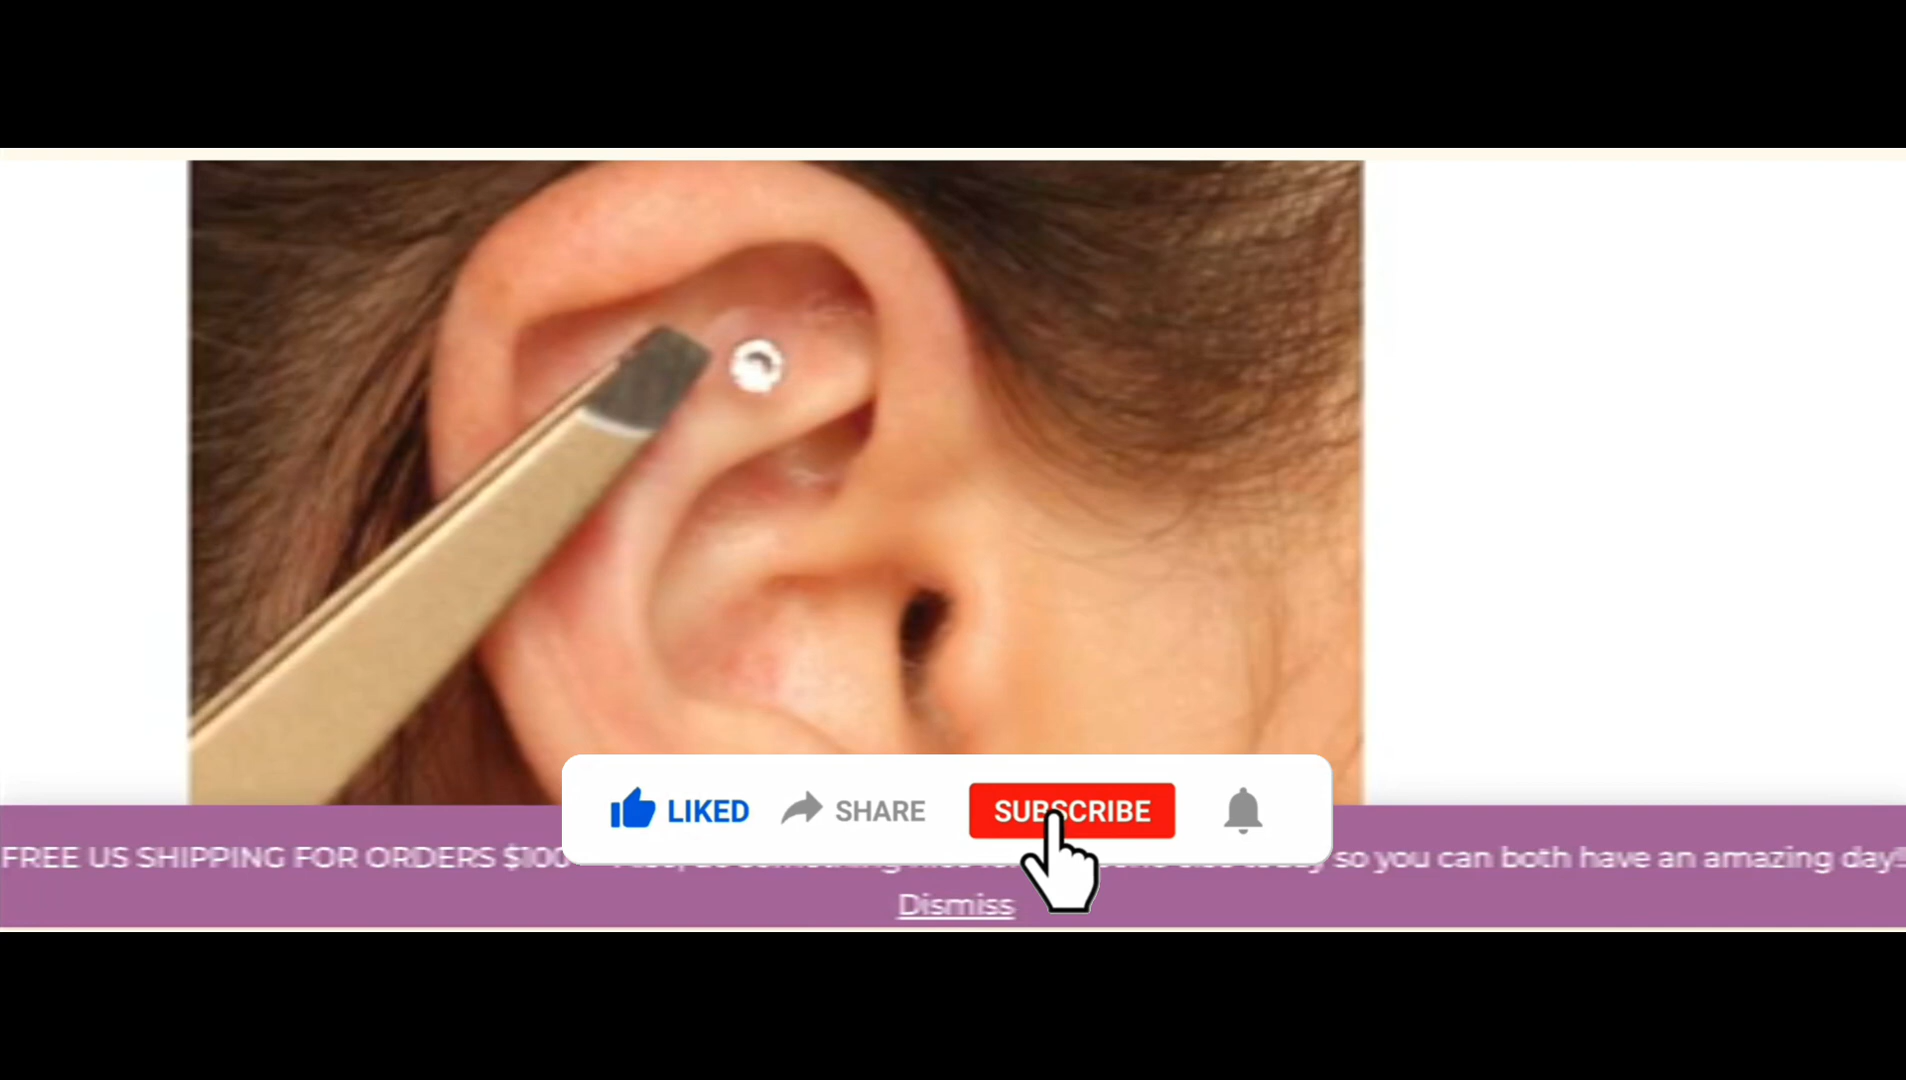 LIKED SHARE SUBSCRIBE
FREE US SHIPPING FOR ORDERS $100 so you can both have an amazing day!!
Dismiss